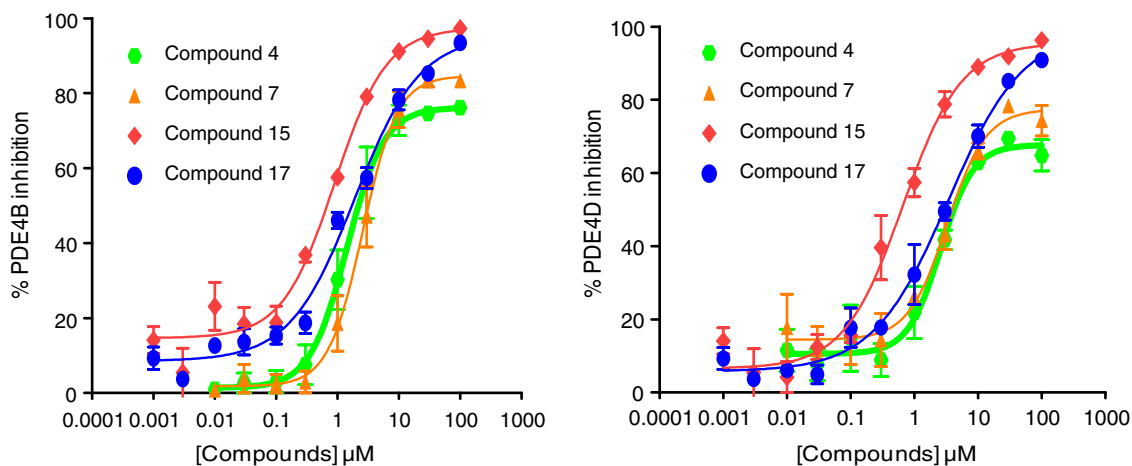 % PDE4B inhibition
100
80
60
40
20
0
Compound 4
Compound 7
Compound 15
Compound 17
0.0001 0.001 0.01 0.1 1 10 100 1000
[Compounds] µM
% PDE4D inhibition
100
80
60
40
20
0
Compound 4
Compound 7
Compound 15
Compound 17
0.0001 0.001 0.01 0.1 1 10 100 1000
[Compounds] µM